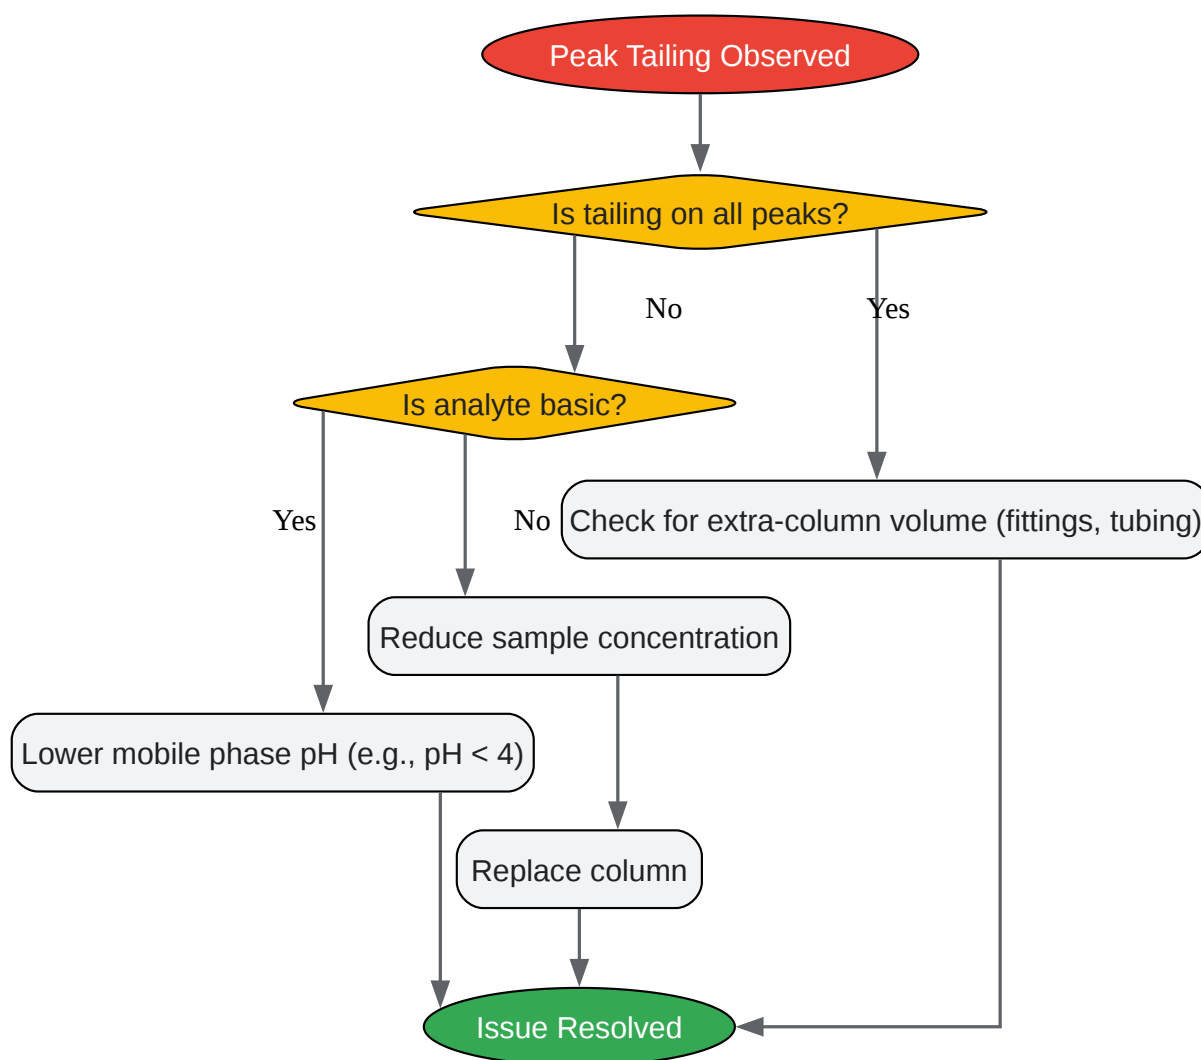 Peak Tailing Observed
Is tailing on all peaks?
No
Yes
Is analyte basic?
Yes
No
Check for extra-column volume (fittings, tubing)
Reduce sample concentration
Lower mobile phase pH (e.g., pH < 4)
Replace column
Issue Resolved